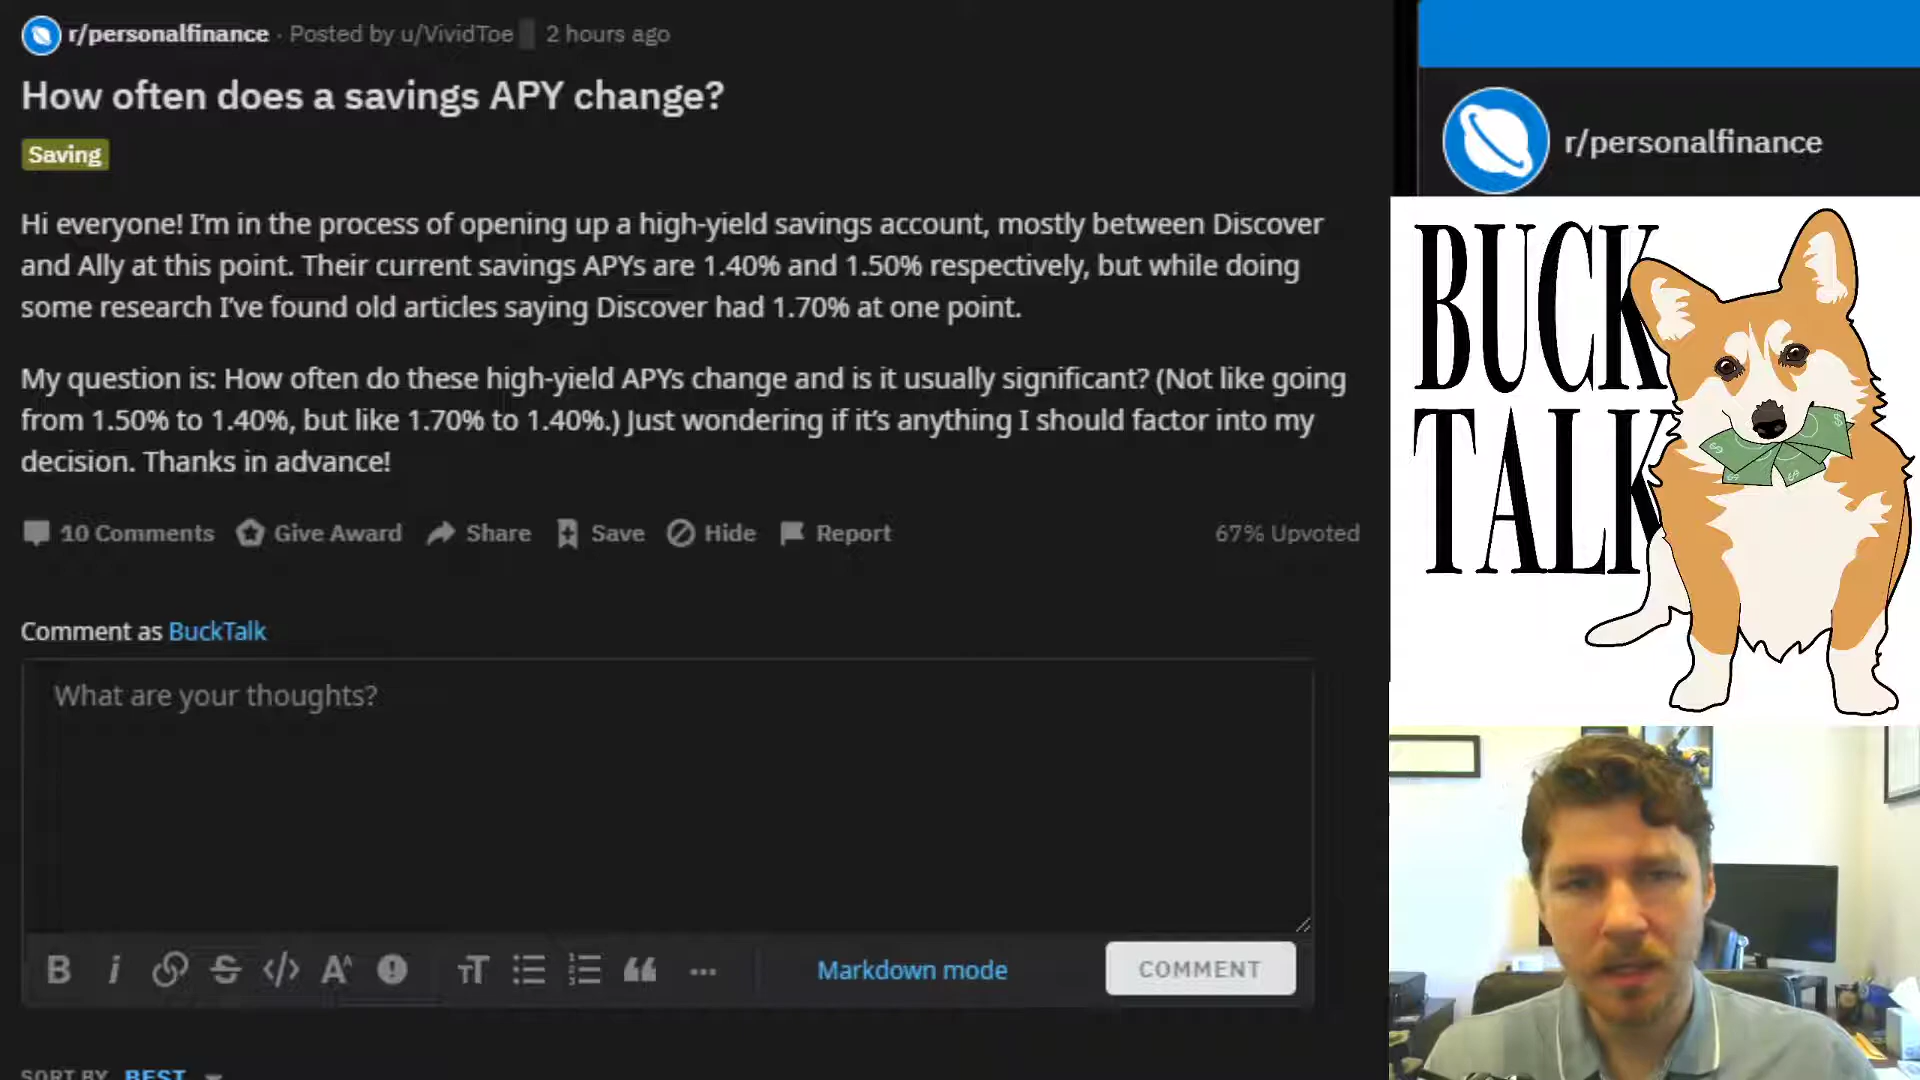 r/personalfinance · Posted by u/VividToe 2 hours ago
How often does a savings APY change?
Saving
Hi everyone! I'm in the process of opening up a high-yield savings account, mostly between Discover
and Ally at this point. Their current savings APYs are 1.40% and 1.50% respectively, but while doing
some research I've found old articles saying Discover had 1.70% at one point.
My question is: How often do these high-yield APYs change and is it usually significant? (Not like going
from 1.50% to 1.40%, but like 1.70% to 1.40%.) Just wondering if it's anything I should factor into my
decision. Thanks in advance!
10 Comments Give Award Share Save Hide Report 67% Upvoted
Comment as BuckTalk
What are your thoughts?
B i S </> A TT ... Markdown mode COMMENT
SORT BY BEST
r/personalfinance
BUCK
TALK